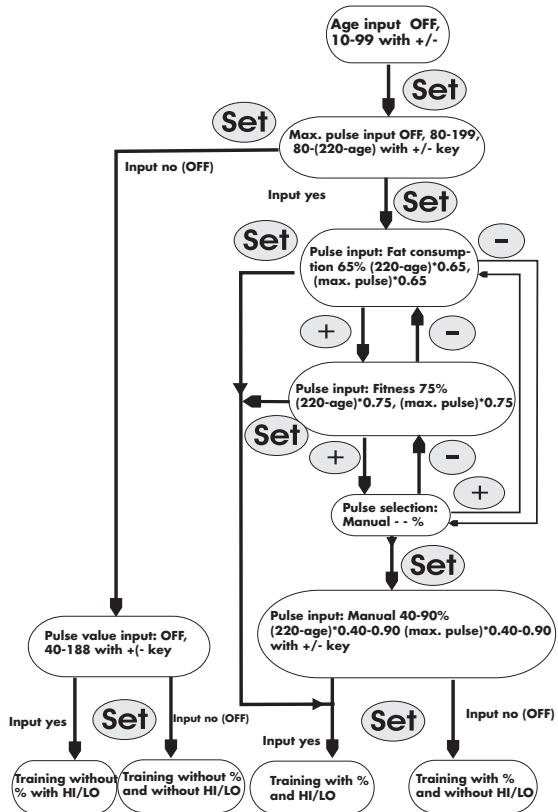 Age input OFF,
10-99 with +/-
Set
Set
Max. pulse input OFF, 80-199,
80-(220-age) with +/- key
Input no (OFF)
Input yes
Set
Set
Pulse input: Fat consump-
tion 65% (220-age)*0.65,
(max. pulse)*0.65
-
+
-
Pulse input: Fitness 75%
(220-age)*0.75, (max. pulse)*0.75
Set
+
-
+
Pulse selection:
Manual - - %
Set
Pulse input: Manual 40-90%
(220-age)*0.40-0.90 (max. pulse)*0.40-0.90
with +/- key
Pulse value input: OFF,
40-188 with +(- key
Input yes
Set
Input no (OFF)
Input yes
Set
Input no (OFF)
Training without
% with HI/LO
Training without %
and without HI/LO
Training with %
and HI/LO
Training with %
and without HI/LO